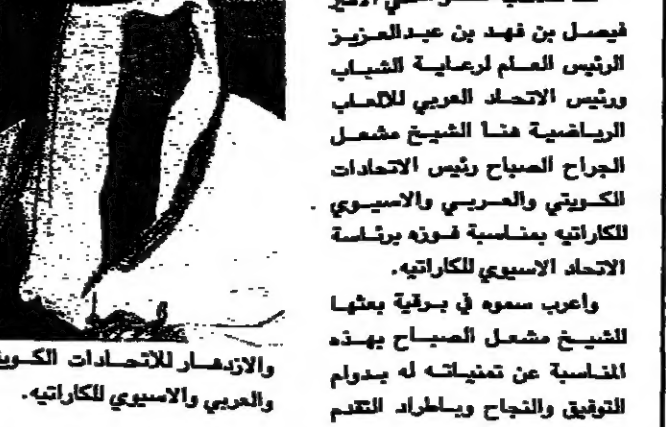 فيصل بن فهد بن عبدالعزيز
الرئيس العام لرعاية الشباب
ورئيس الاتحاد العربي للالعاب
الرياضية هنأ الشيخ مشعل
الجراح الصباح رئيس الاتحادات
الكويتي والعربي والاسيوي
للكاراتيه بمناسبة فوزه برئاسة
الاتحاد الاسيوي للكاراتيه.
واعرب سموه في برقية بعثها
للشيخ مشعل الصباح بهذه
المناسبة عن تمنياته له بدوام
التوفيق والنجاح وباطراد التقدم
والازدهار للاتحادات
والعربي والاسيوي للكاراتيه.